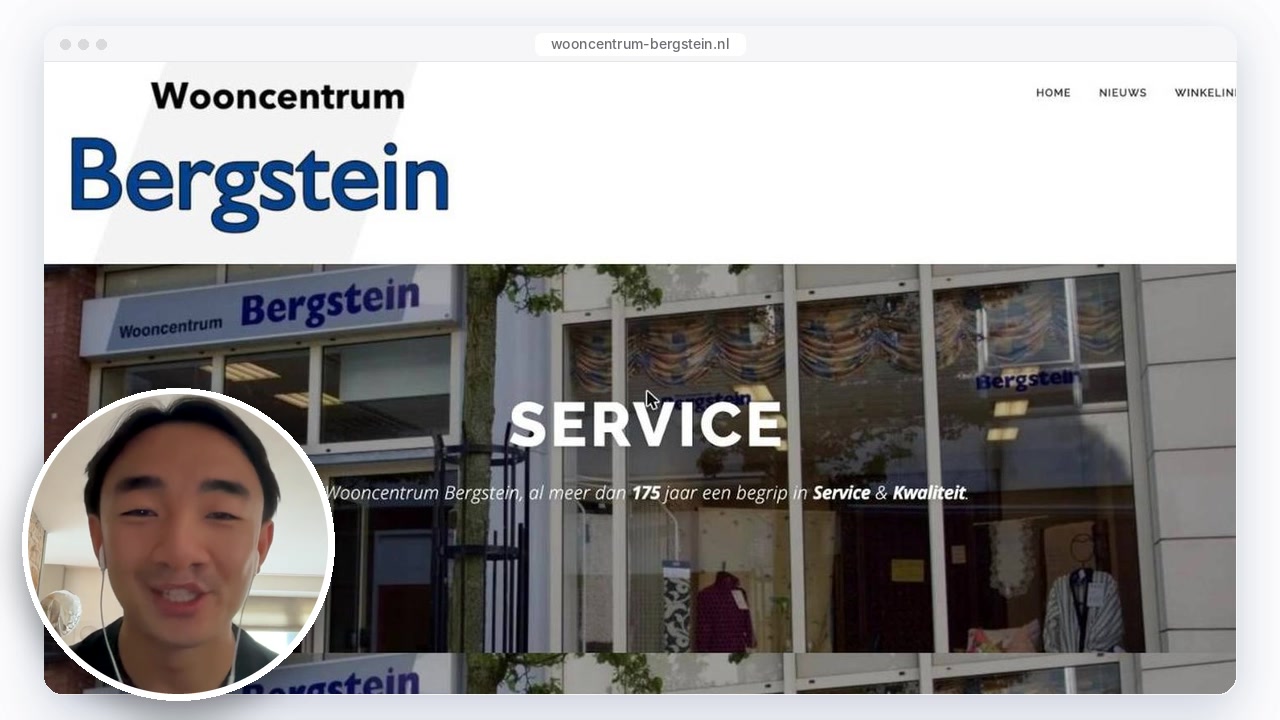 wooncentrum-bergstein.nl
Wooncentrum
Bergstein
HOME NIEUWS
Wooncentrum Bergstein
Bergstein
Bergstein
SERVICE
Wooncentrum Bergstein, al meer dan 175 jaar een begrip in Service & Kwaliteit.
Bergstein